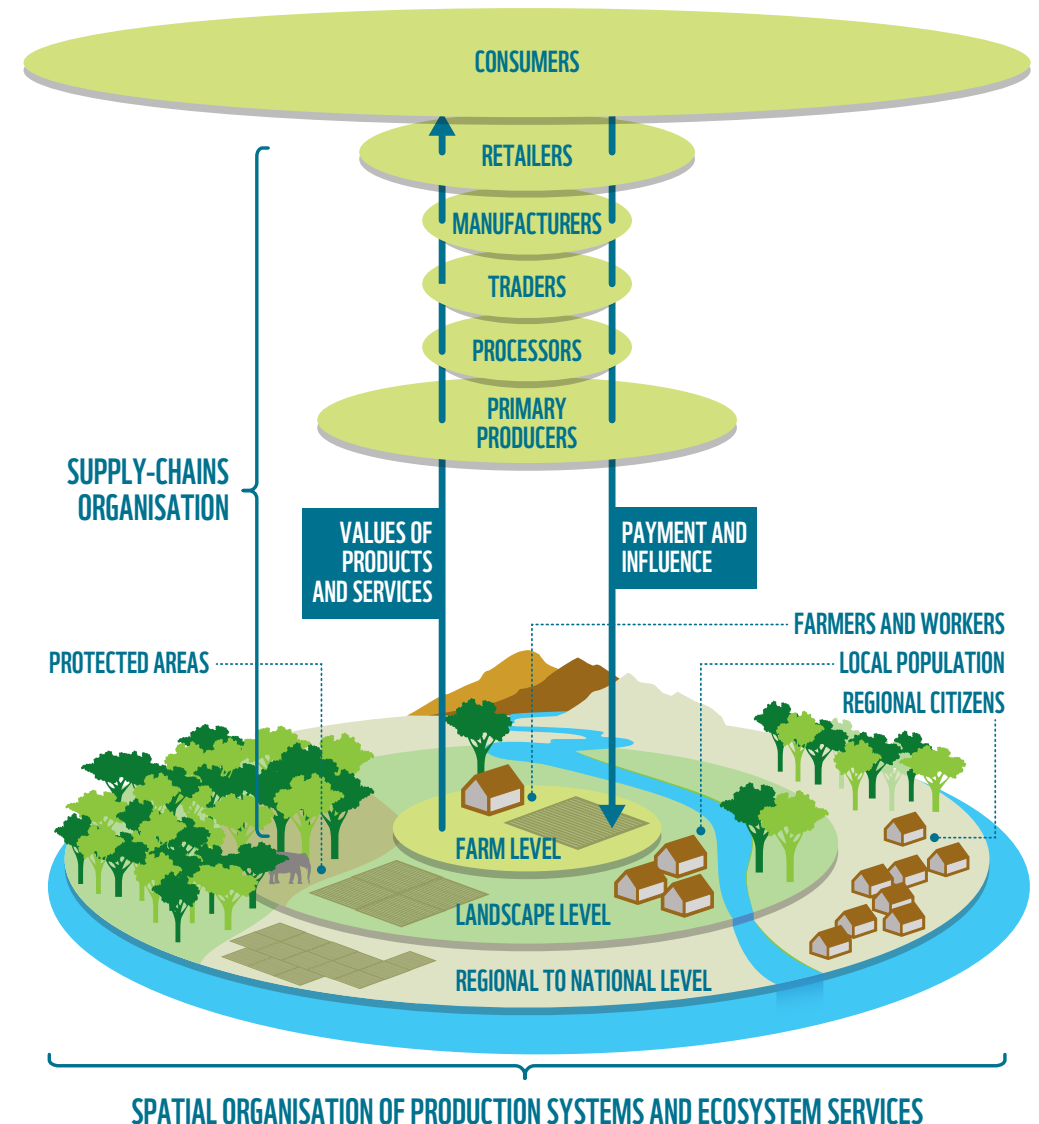 CONSUMERS
RETAILERS
MANUFACTURERS
TRADERS
PROCESSORS
PRIMARY
PRODUCERS
SUPPLY-CHAINS
ORGANISATION
VALUES OF
PRODUCTS
AND SERVICES
PAYMENT AND
INFLUENCE
FARMERS AND WORKERS
PROTECTED AREAS
LOCAL POPULATION
REGIONAL CITIZENS
FARM LEVEL
LANDSCAPE LEVEL
REGIONAL TO NATIONAL LEVEL
SPATIAL ORGANISATION OF PRODUCTION SYSTEMS AND ECOSYSTEM SERVICES